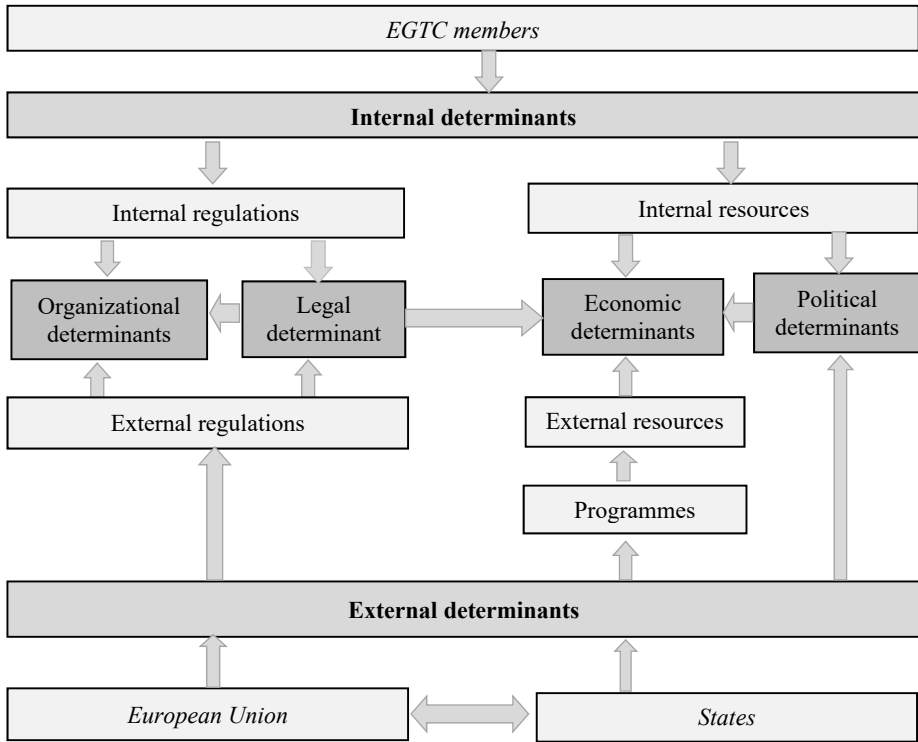 EGTC members
Internal determinants
Internal regulations
Internal resources
Organizational
determinants
Legal
determinant
Economic
determinants
Political
determinants
External regulations
External resources
Programmes
External determinants
European Union
States